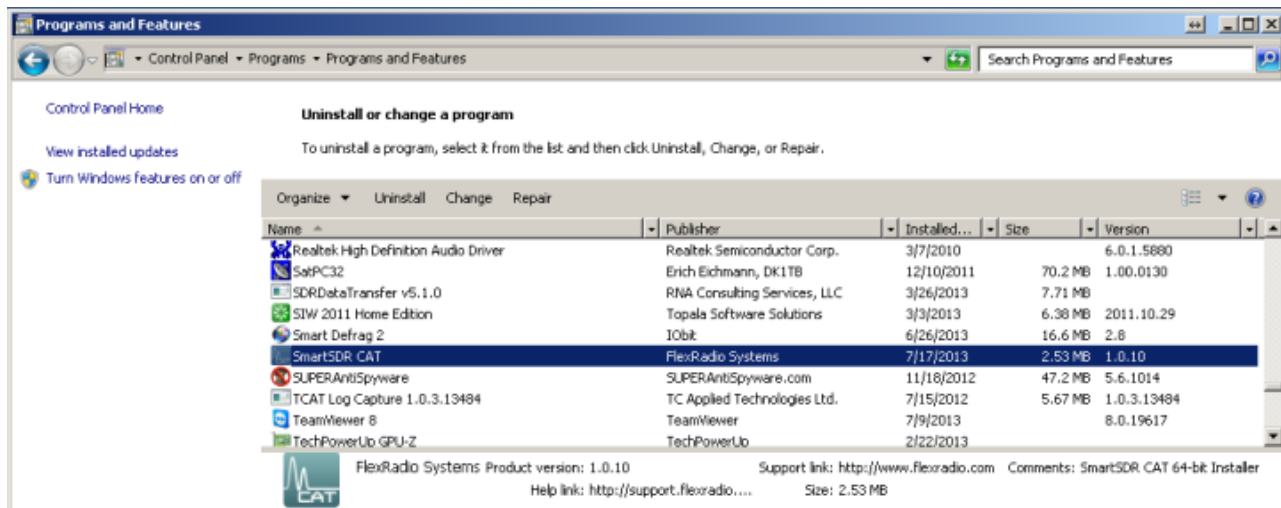 Programs and Features
Control Panel Programs Programs and Features Search Programs and Features
Control Panel Home
Uninstall or change a program
View installed updates
To uninstall a program, select it from the list and then click Uninstall, Change, or Repair.
Turn Windows features on or off
Organize Uninstall Change Repair
Name Publisher Installed... Size Version
Realtek High Definition Audio Driver Realtek Semiconductor Corp. 3/7/2010 6.0.1.5880
SatPC32 Erich Eichmann, DK1TB 12/10/2011 70.2 MB 1.00.0130
SDRDataTransfer v5.1.0 RNA Consulting Services, LLC 3/26/2013 7.71 MB
SIW 2011 Home Edition Topala Software Solutions 3/3/2013 6.38 MB 2011.10.29
Smart Defrag 2 IObit 6/26/2013 16.6 MB 2.8
SmartSDR CAT FlexRadio Systems 7/17/2013 2.53 MB 1.0.10
SUPERAntiSpyware SUPERAntiSpyware.com 11/18/2012 47.2 MB 5.6.1014
TCAT Log Capture 1.0.3.13484 TC Applied Technologies Ltd. 7/15/2012 5.67 MB 1.0.3.13484
TeamViewer 8 TeamViewer 7/9/2013 8.0.19617
TechPowerUp GPU-Z TechPowerUp 2/22/2013
FlexRadio Systems Product version: 1.0.10 Support link: http://www.flexradio.com Comments: SmartSDR CAT 64-bit Installer
CAT Help link: http://support.flexradio.... Size: 2.53 MB